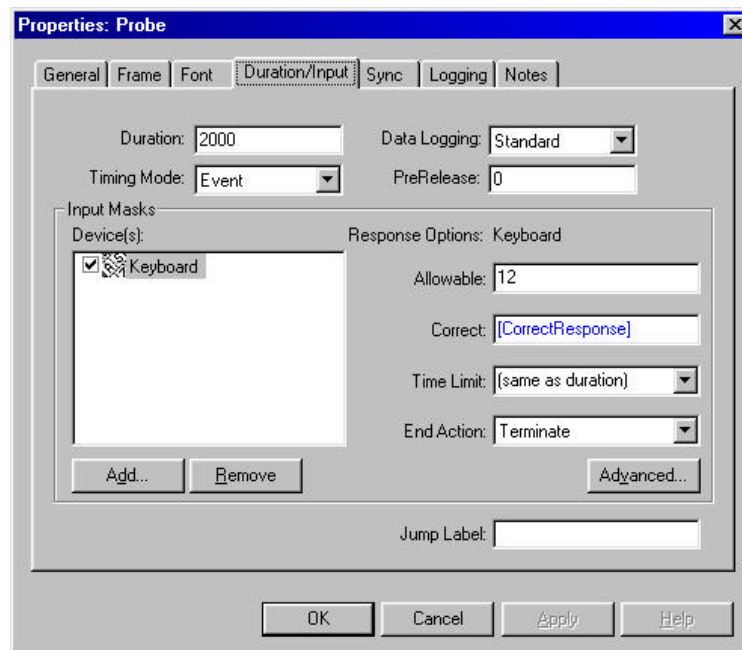 Properties: Probe
General Frame Font Duration/Input Sync Logging Notes
Duration: 2000 Data Logging: Standard
Timing Mode: Event PreRelease: 0
Input Masks
Device(s): Response Options: Keyboard
Keyboard
Allowable: 12
Correct: [CorrectResponse]
Time Limit: (same as duration)
End Action: Terminate
Add... Remove Advanced...
Jump Label:
OK Cancel Apply Help